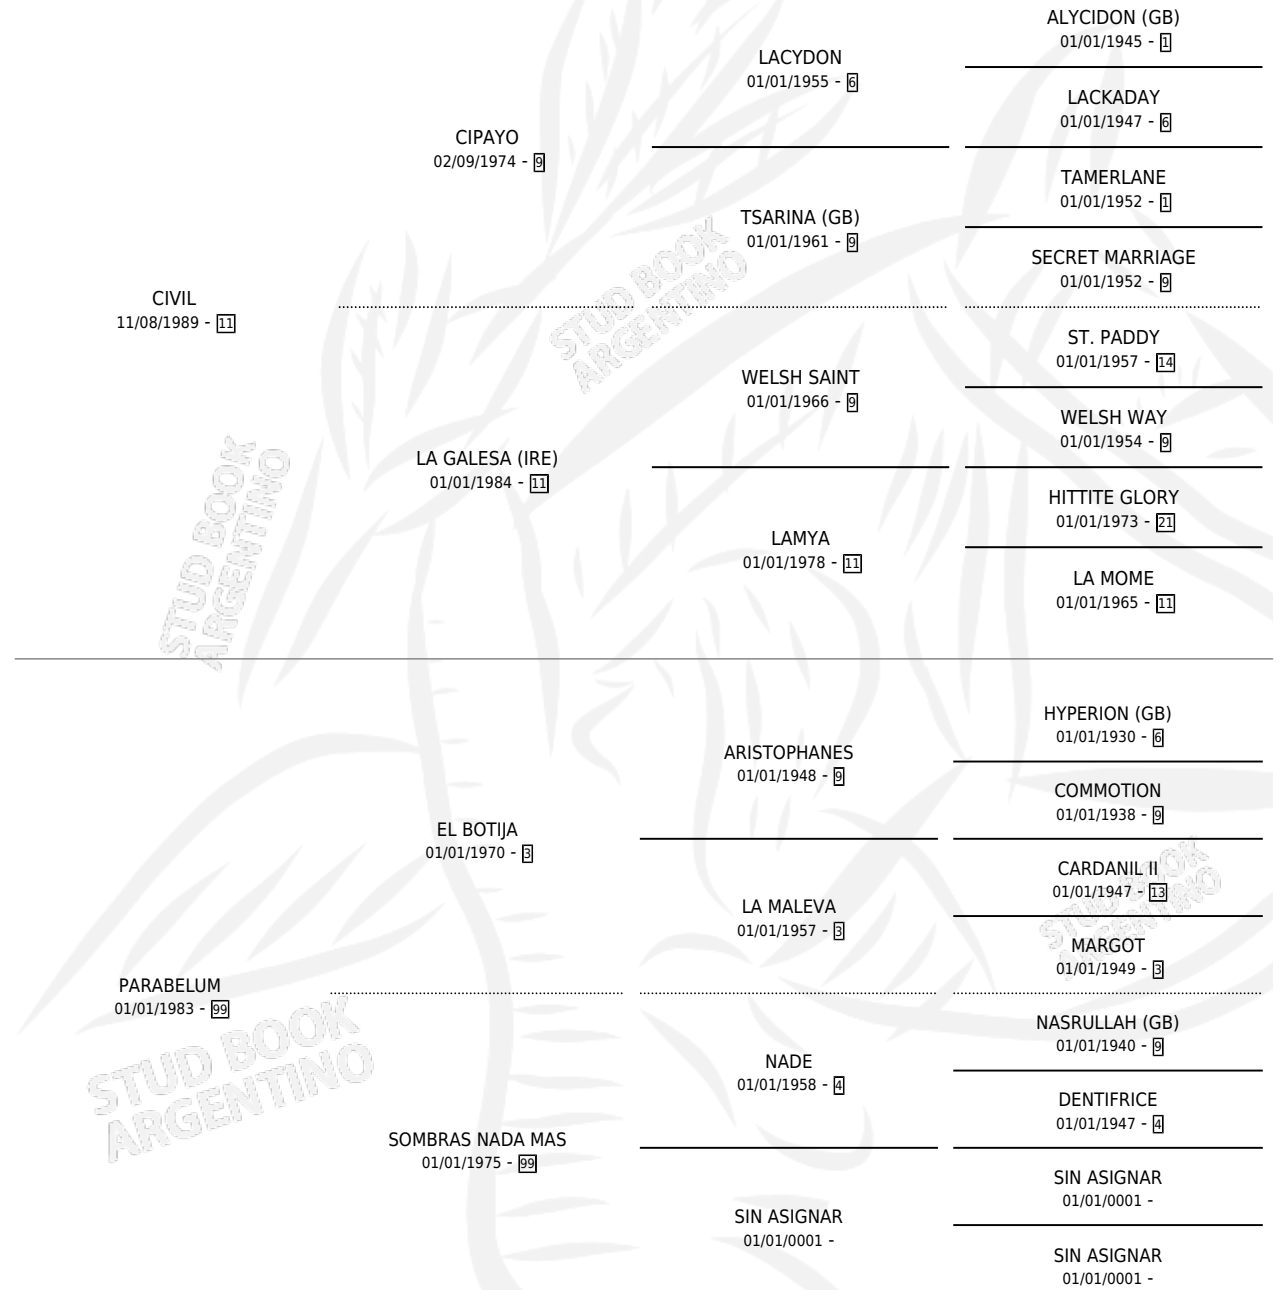 ALYCIDON (GB)
01/01/1945 - 1
LACYDON
01/01/1955 - 6
LACKADAY
01/01/1947 - 6
CIPAYO
02/09/1974 - 9
TAMERLANE
01/01/1952 - 1
TSARINA (GB)
01/01/1961 - 9
SECRET MARRIAGE
01/01/1952 - 9
CIVIL
11/08/1989 - 11
ST. PADDY
01/01/1957 - 14
WELSH SAINT
01/01/1966 - 9
WELSH WAY
01/01/1954 - 9
LA GALESA (IRE)
01/01/1984 - 11
HITTITE GLORY
01/01/1973 - 21
LAMYA
01/01/1978 - 11
LA MOME
01/01/1965 - 11
HYPERION (GB)
01/01/1930 - 6
ARISTOPHANES
01/01/1948 - 9
COMMOTION
01/01/1938 - 9
EL BOTIJA
01/01/1970 - 3
CARDANIL II
01/01/1947 - 13
LA MALEVA
01/01/1957 - 3
MARGOT
01/01/1949 - 3
PARABELUM
01/01/1983 - 99
NASRULLAH (GB)
01/01/1940 - 9
NADE
01/01/1958 - 4
DENTIFRICE
01/01/1947 - 4
SOMBRAS NADA MAS
01/01/1975 - 99
SIN ASIGNAR
01/01/0001 -
SIN ASIGNAR
01/01/0001 -
SIN ASIGNAR
01/01/0001 -
STUD BOOK
ARGENTINO
STUD BOOK
ARGENTINO
STUD BOOK
ARGENTINO
STUD BOOK
ARGENTINO